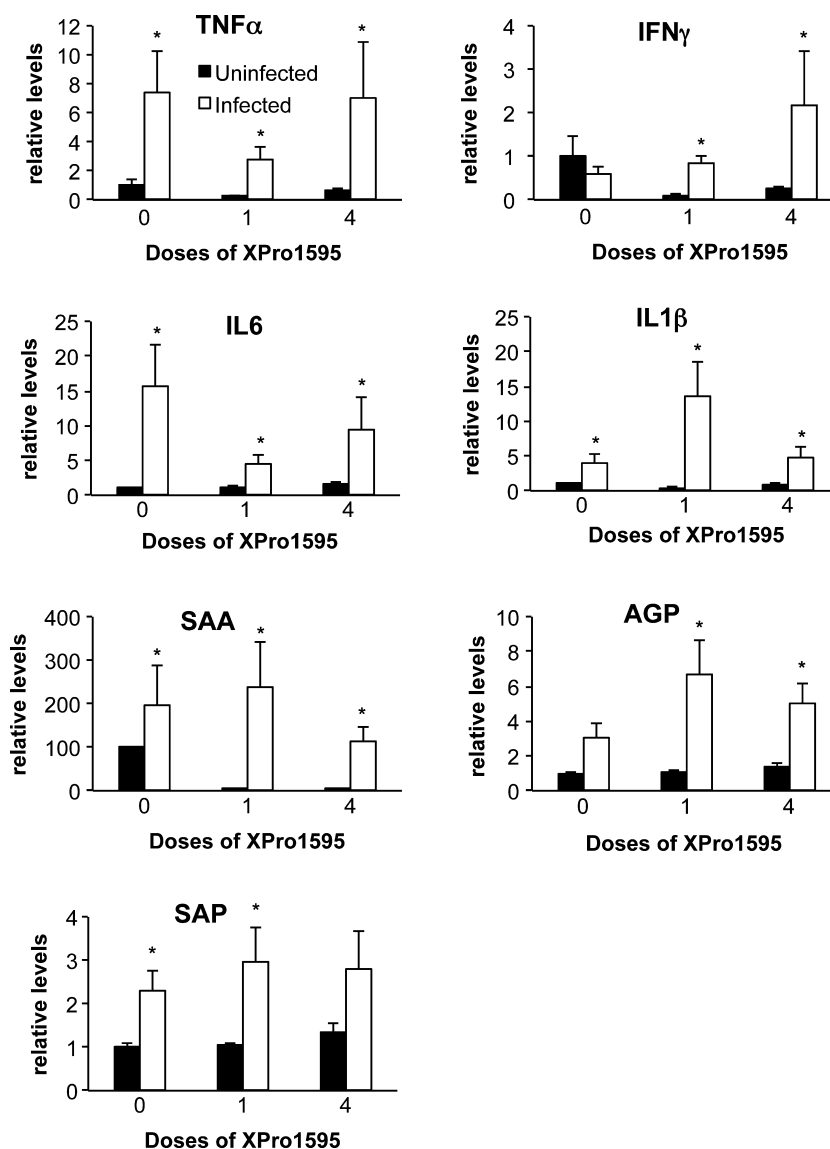 TNFα
relative levels
12
10
8
6
4
2
0
*
*
*
Uninfected
Infected
0 1 4
Doses of XPro1595
IFNγ
relative levels
4
3
2
1
0
*
*
0 1 4
Doses of XPro1595
IL6
relative levels
25
20
15
10
5
0
*
*
*
0 1 4
Doses of XPro1595
IL1β
relative levels
25
20
15
10
5
0
*
*
*
0 1 4
Doses of XPro1595
SAA
relative levels
400
300
200
100
0
*
*
*
0 1 4
Doses of XPro1595
AGP
relative levels
10
8
6
4
2
0
*
*
0 1 4
Doses of XPro1595
SAP
relative levels
4
3
2
1
0
*
*
0 1 4
Doses of XPro1595